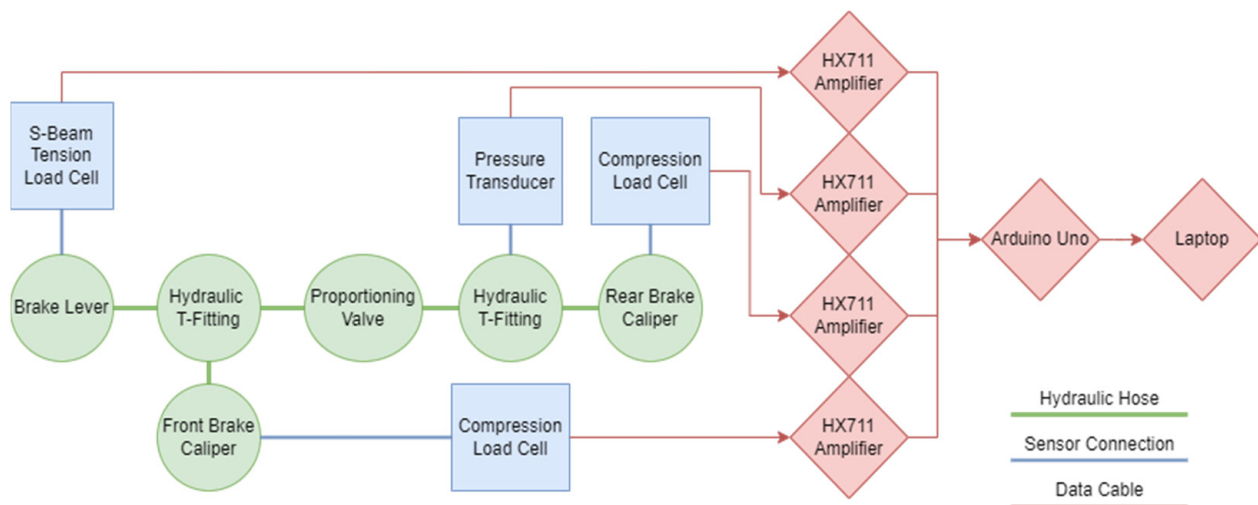 HX711
Amplifier
S-Beam
Tension
Load Cell
Pressure
Transducer
Compression
Load Cell
HX711
Amplifier
Arduino Uno
Laptop
Brake Lever
Hydraulic
T-Fitting
Proportioning
Valve
Hydraulic
T-Fitting
Rear Brake
Caliper
HX711
Amplifier
Front Brake
Caliper
Compression
Load Cell
HX711
Amplifier
Hydraulic Hose
Sensor Connection
Data Cable